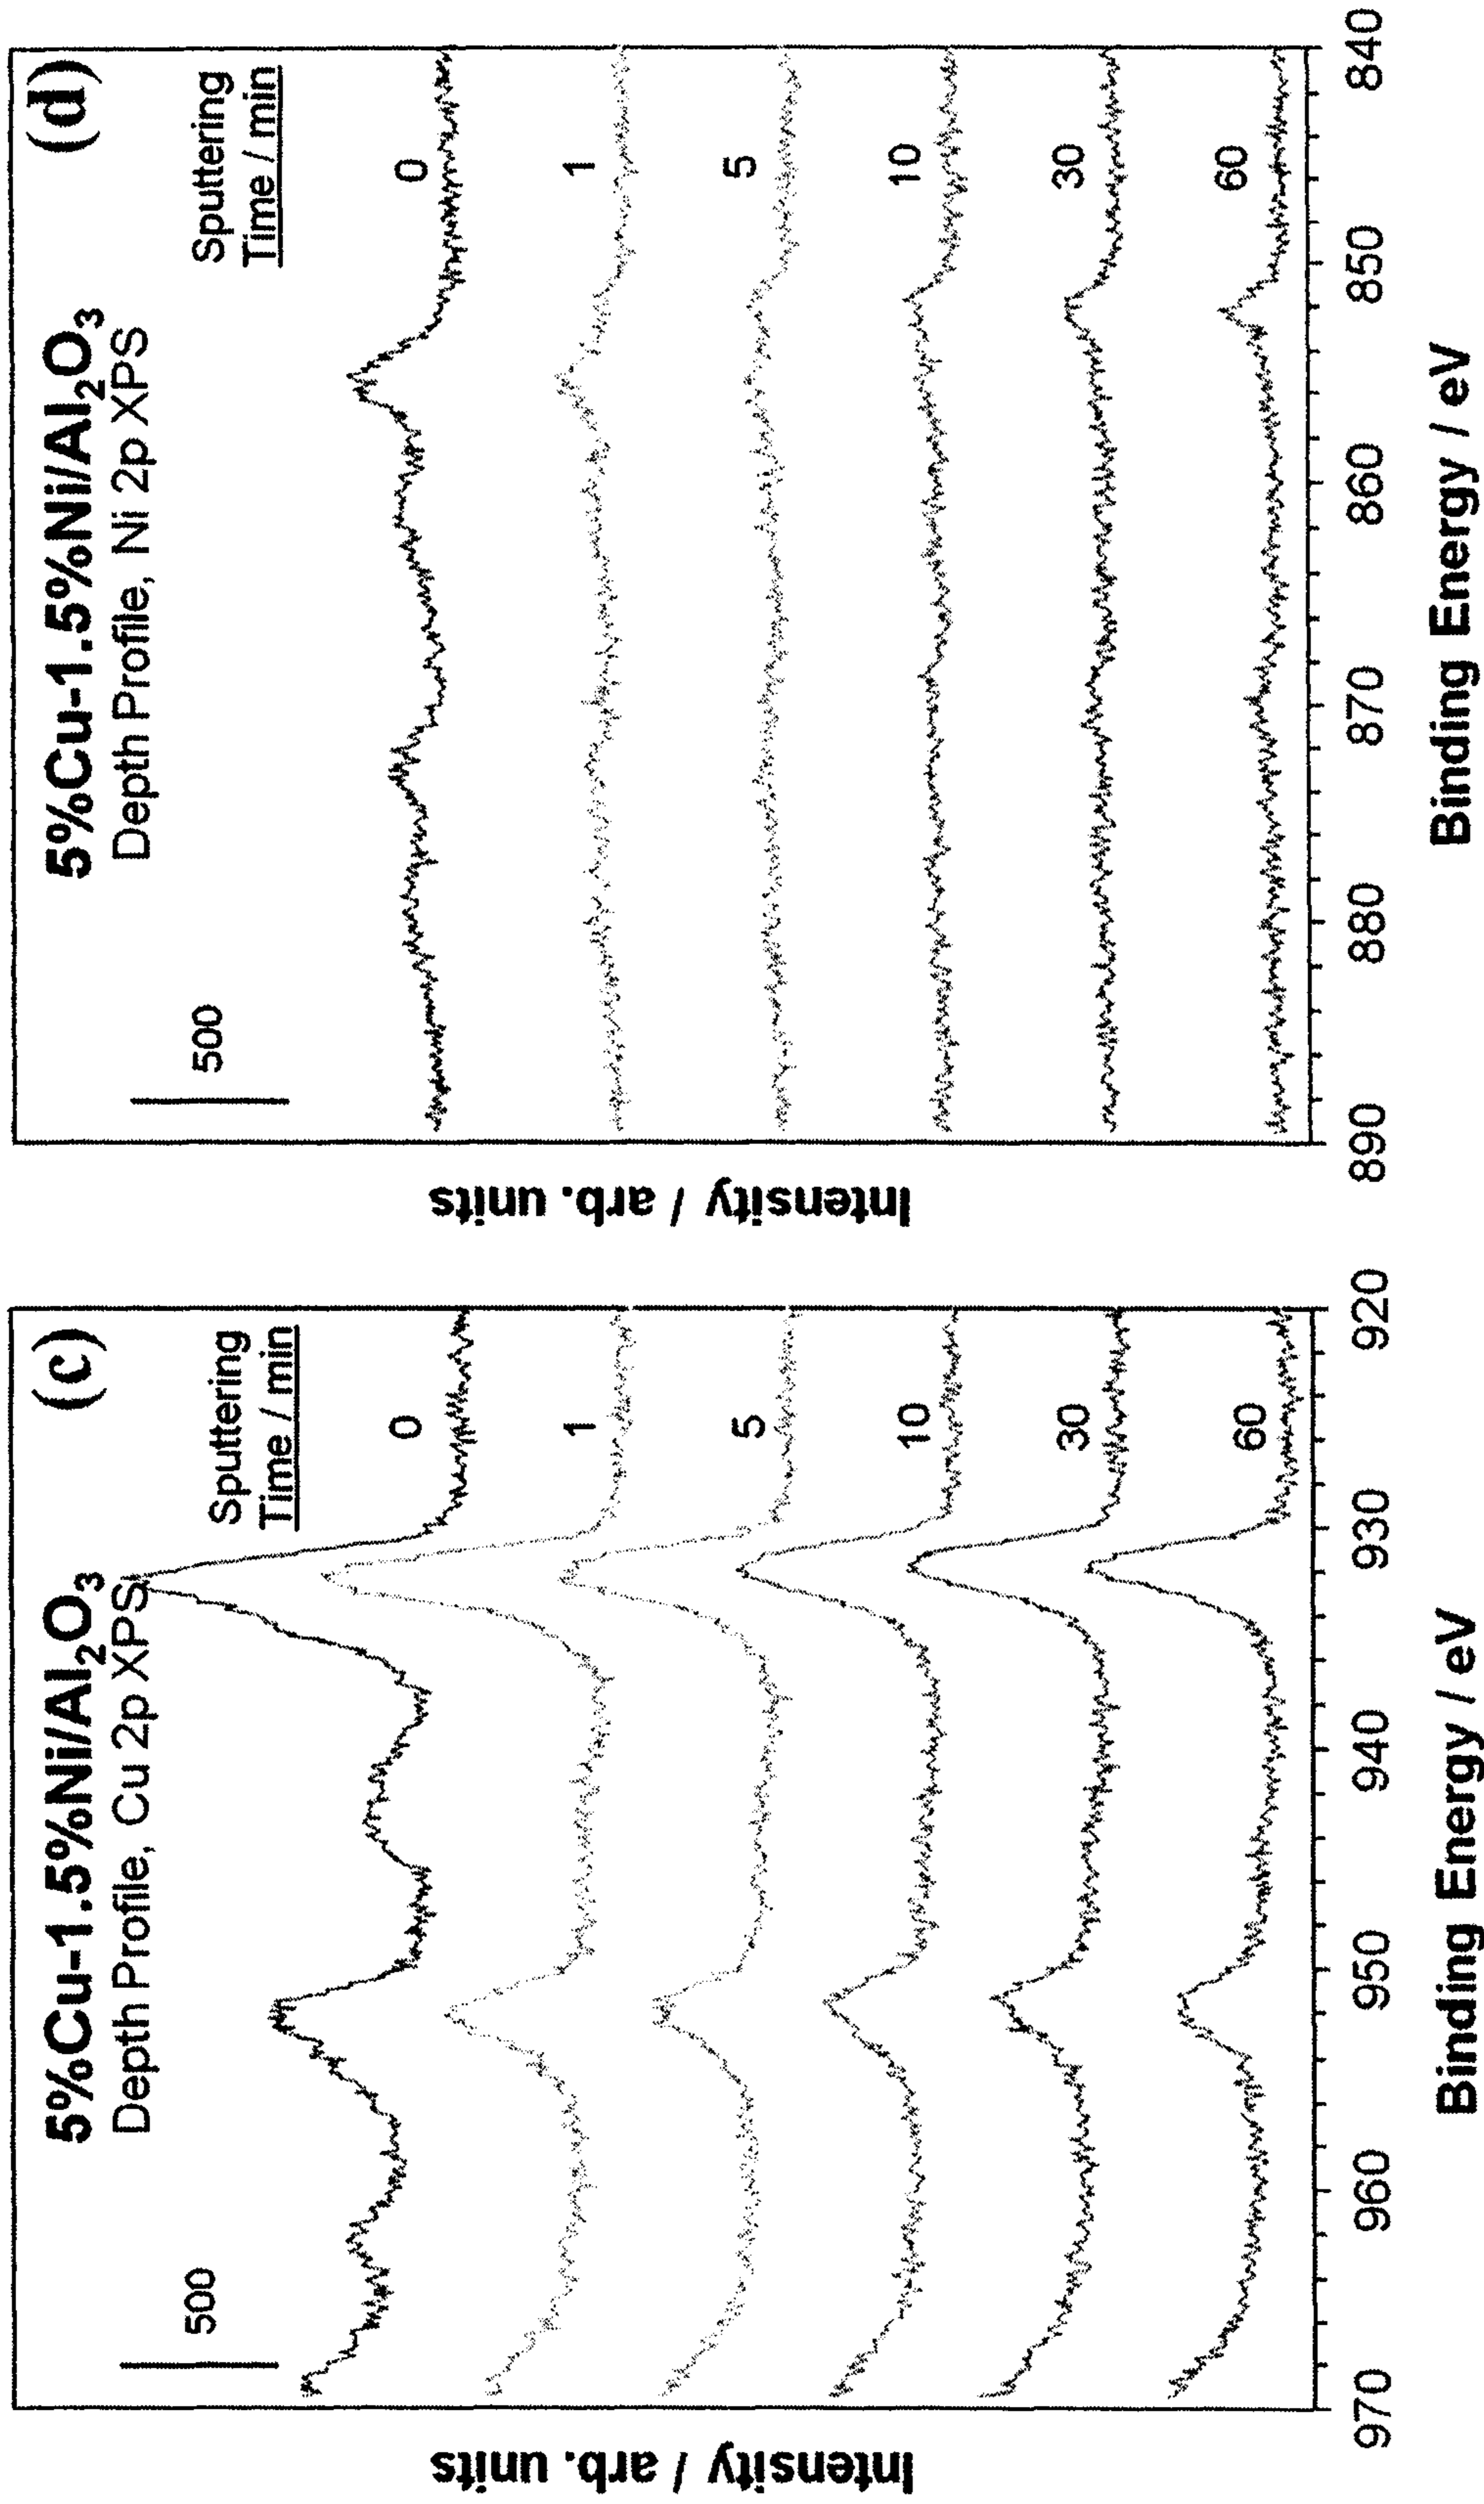 (c)
5%Cu-1.5%Ni/Al2O3
Depth Profile, Cu 2p XPS
500
Sputtering
Time / min
0
1
5
10
30
60
Intensity / arb. units
970 960 950 940 930 920
Binding Energy / eV
(d)
5%Cu-1.5%Ni/Al2O3
Depth Profile, Ni 2p XPS
500
Sputtering
Time / min
0
1
5
10
30
60
Intensity / arb. units
890 880 870 860 850 840
Binding Energy / eV